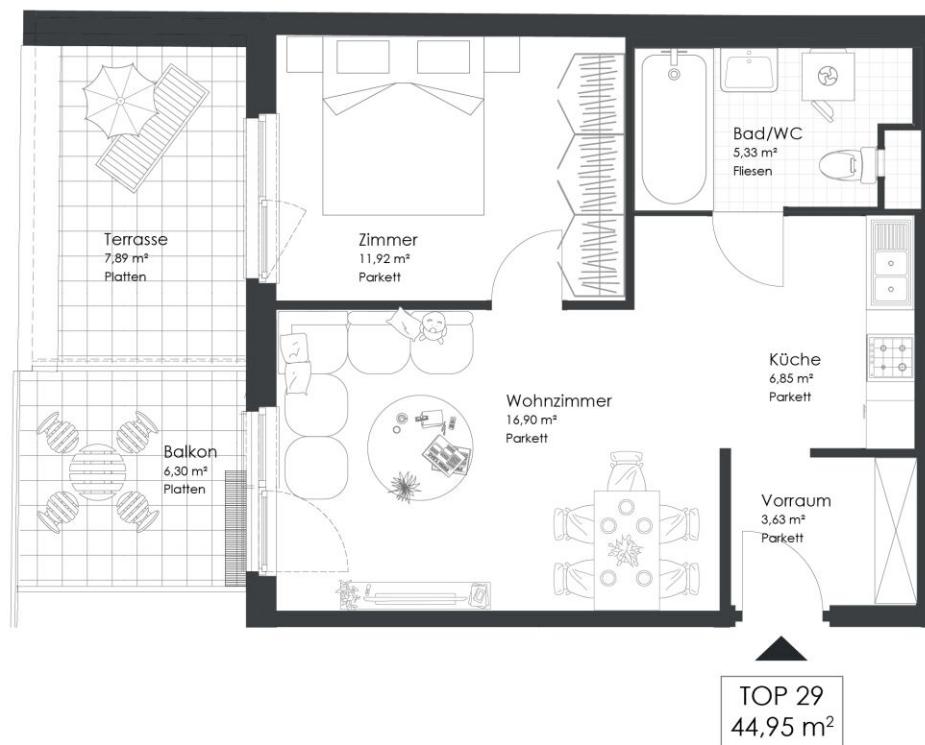 Bad/WC
5,33 m²
Fliesen
Terrasse
7,89 m²
Platten
Zimmer
11,92 m²
Parkett
Küche
6,85 m²
Parkett
Wohnzimmer
16,90 m²
Parkett
Balkon
6,30 m²
Platten
Vorraum
3,63 m²
Parkett
TOP 29
44,95 m²